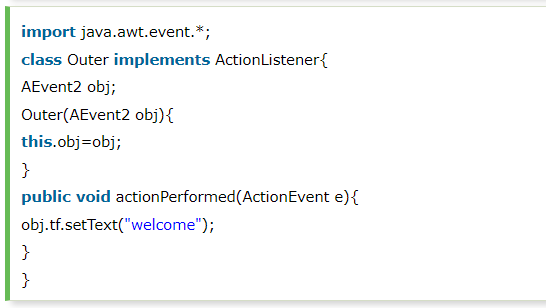 import java.awt.event.*;
class Outer implements ActionListener{
AEvent2 obj;
Outer(AEvent2 obj){
this.obj=obj;
}
public void actionPerformed(ActionEvent e){
obj.tf.setText("welcome");
}
}